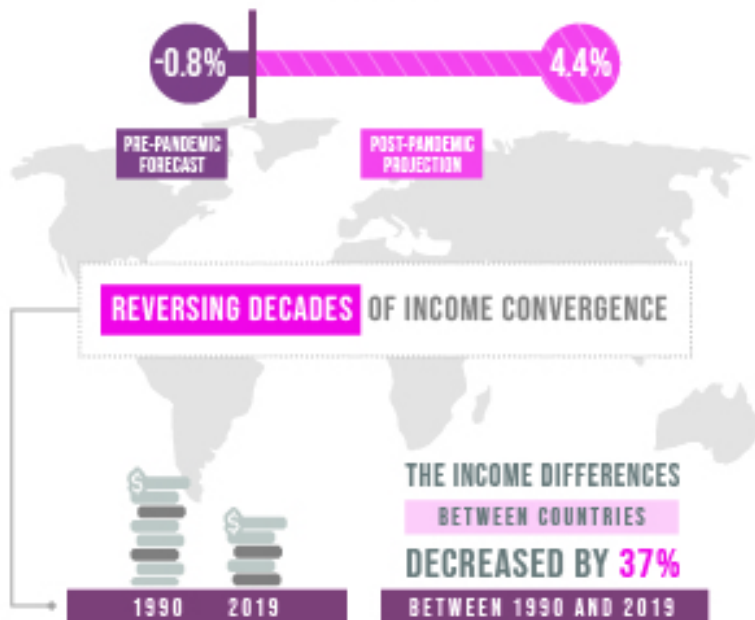 -0.8%
4.4%
PRE-PANDEMIC
FORECAST
POST-PANDEMIC
PROJECTION
REVERSING DECADES OF INCOME CONVERGENCE
$
$
1990 2019
THE INCOME DIFFERENCES
BETWEEN COUNTRIES
DECREASED BY 37%
BETWEEN 1990 AND 2019